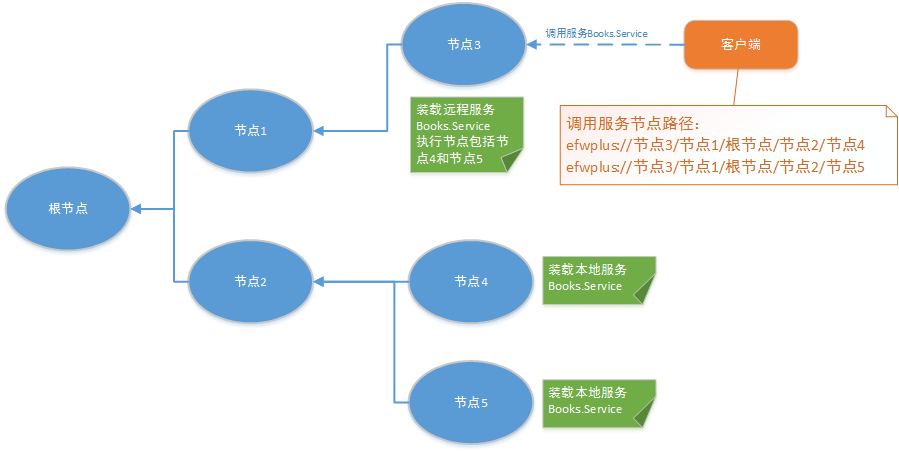 节点3
调用服务Books.Service
客户端
装载远程服务
Books.Service
执行节点包括节
点4和节点5
调用服务节点路径：
efwplus://节点3/节点1/根节点/节点2/节点4
efwplus://节点3/节点1/根节点/节点2/节点5
节点1
根节点
节点2
节点4
装载本地服务
Books.Service
节点5
装载本地服务
Books.Service